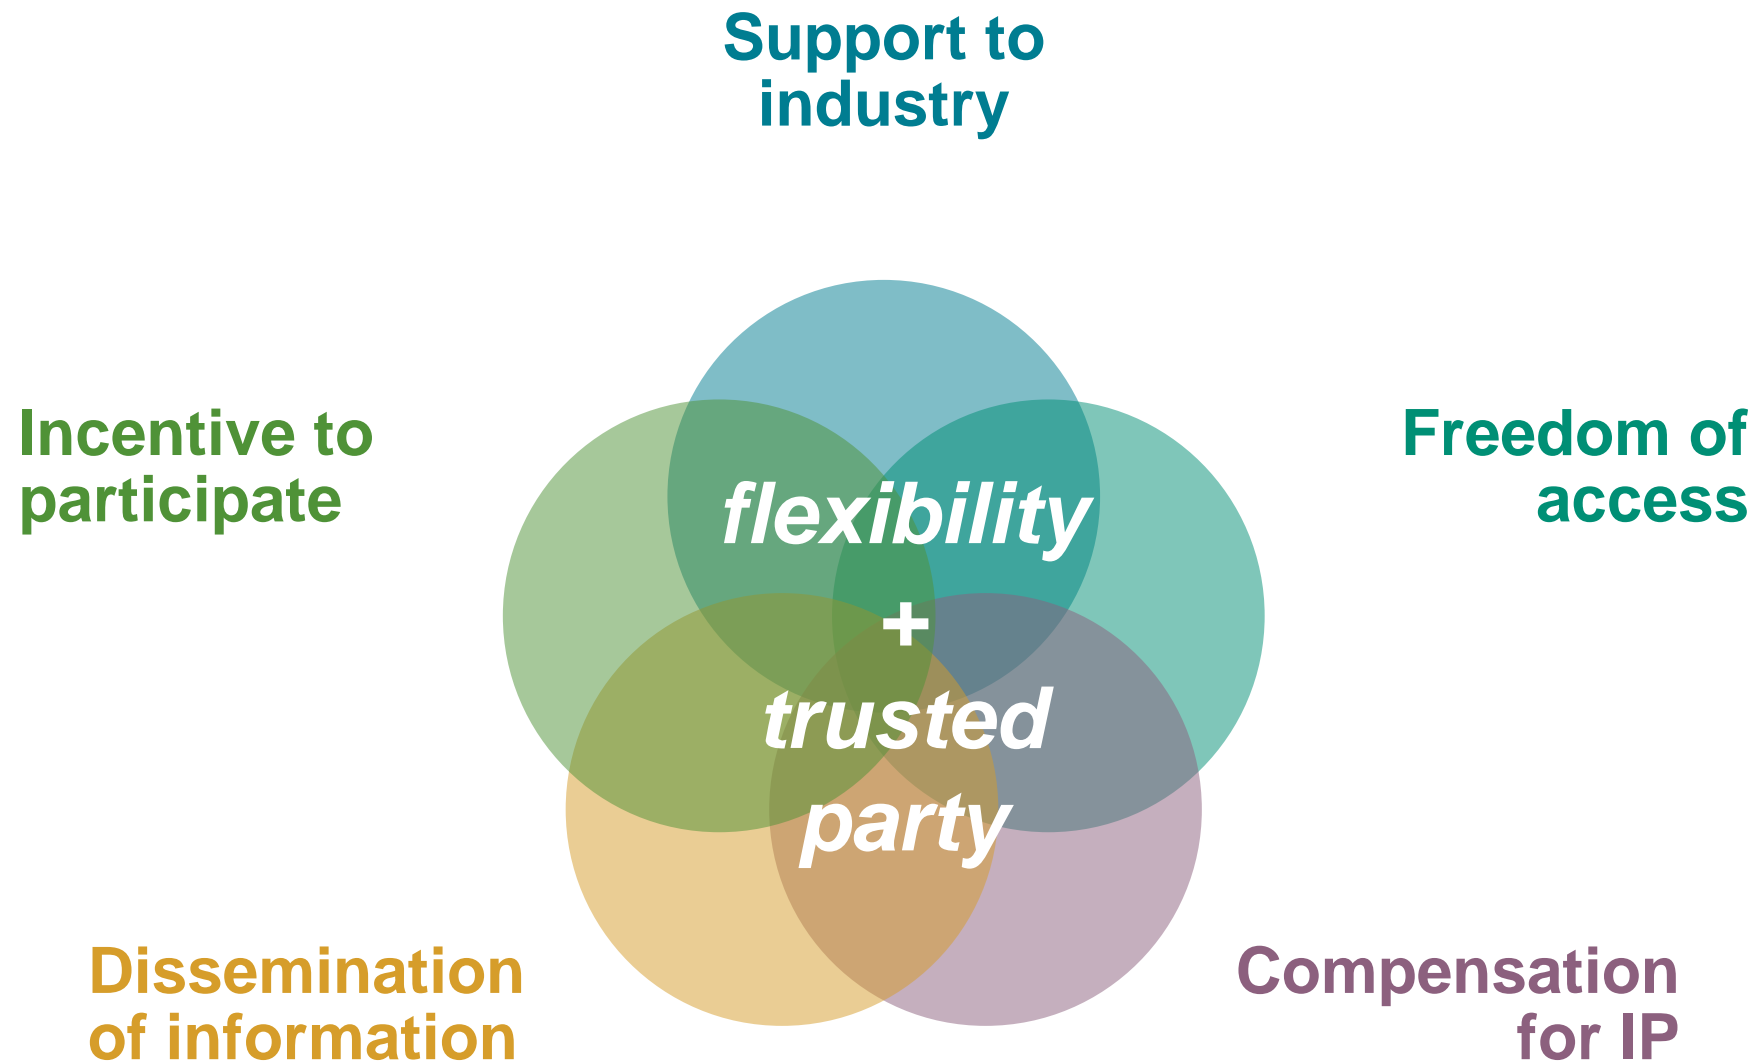 Support to
industry
Incentive to
participate
Freedom of
access
flexibility
+
trusted
party
Dissemination
of information
Compensation
for IP